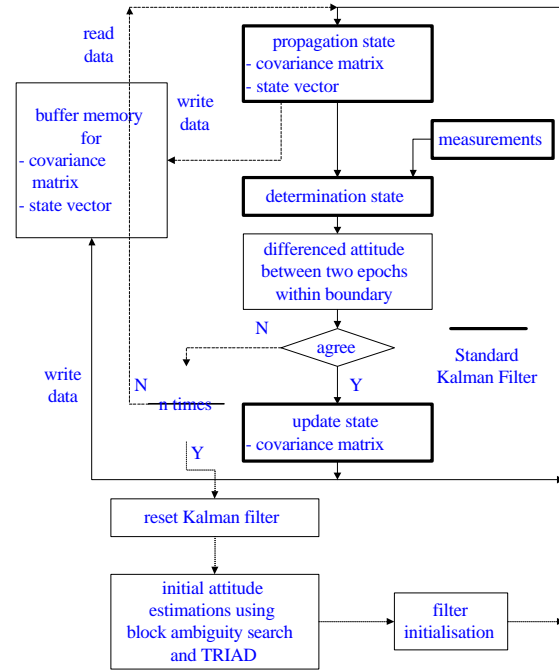 read
data
propagation state
- covariance matrix
- state vector
write
data
buffer memory
for
- covariance
matrix
- state vector
measurements
determination state
differenced attitude
between two epochs
within boundary
N
agree
Standard
Kalman Filter
write
data
N
n times
Y
update state
- covariance matrix
Y
reset Kalman filter
initial attitude
estimations using
block ambiguity search
and TRIAD
filter
initialisation